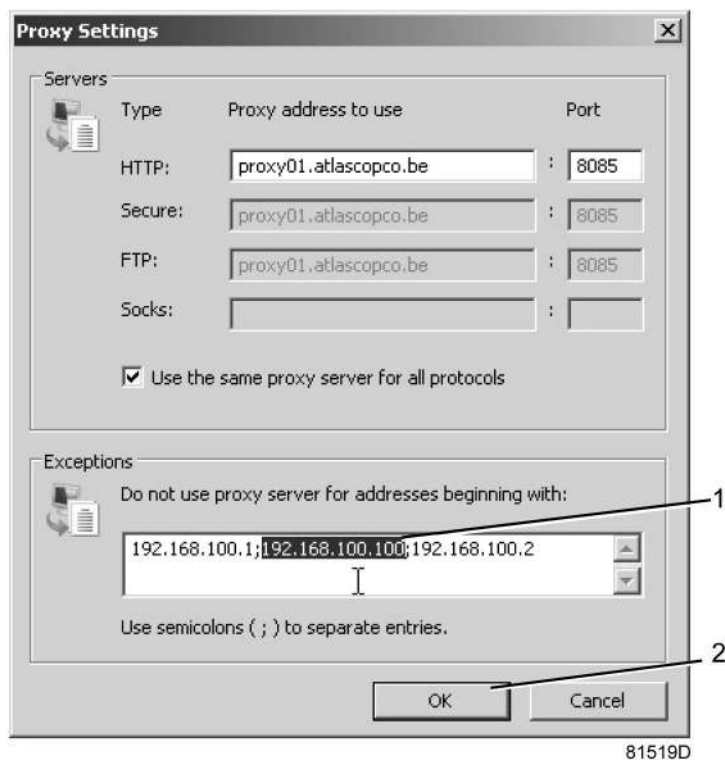 Proxy Settings
Servers
Type Proxy address to use Port
HTTP: proxy01.atlascopco.be : 8085
Secure: proxy01.atlascopco.be : 8085
FTP: proxy01.atlascopco.be : 8085
Socks: :
Use the same proxy server for all protocols
Exceptions
Do not use proxy server for addresses beginning with:
1
192.168.100.1;192.168.100.100;192.168.100.2
Use semicolons ( ; ) to separate entries.
2
OK Cancel
81519D